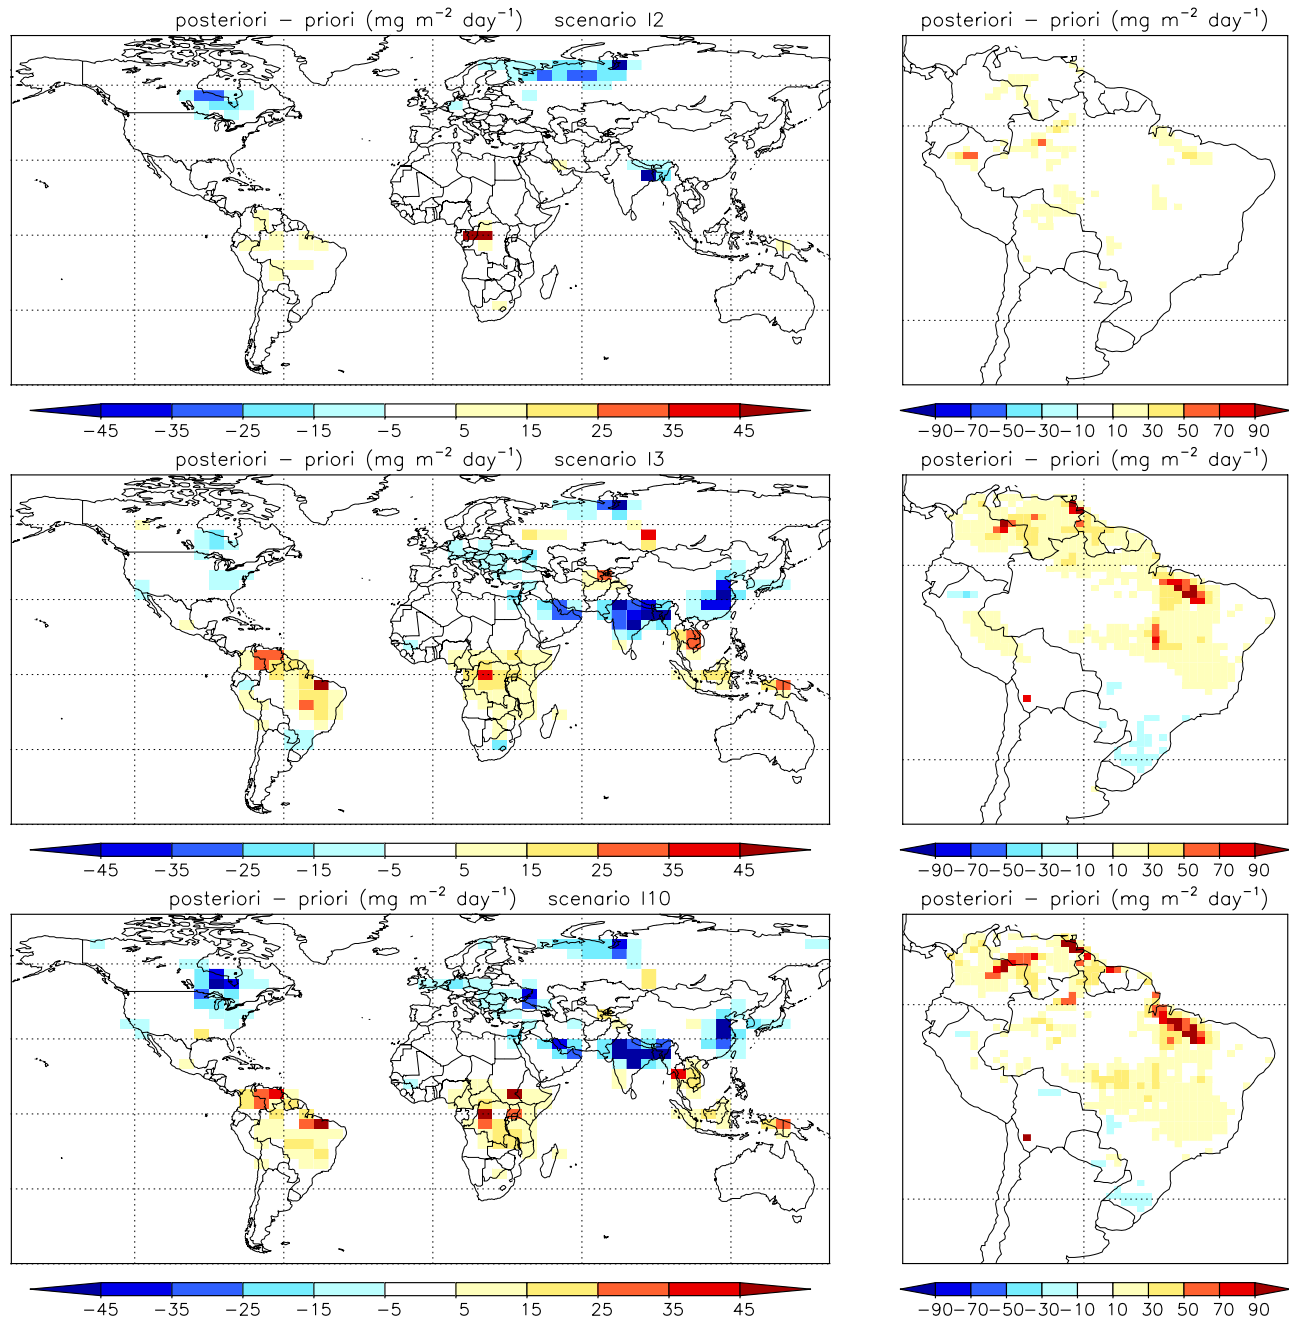 posteriori − priori (mg m⁻² day⁻¹) scenario I2
posteriori − priori (mg m⁻² day⁻¹)
−45 −35 −25 −15 −5 5 15 25 35 45
−90 −70 −50 −30 −10 10 30 50 70 90
posteriori − priori (mg m⁻² day⁻¹) scenario I3
posteriori − priori (mg m⁻² day⁻¹)
−45 −35 −25 −15 −5 5 15 25 35 45
−90 −70 −50 −30 −10 10 30 50 70 90
posteriori − priori (mg m⁻² day⁻¹) scenario I10
posteriori − priori (mg m⁻² day⁻¹)
−45 −35 −25 −15 −5 5 15 25 35 45
−90 −70 −50 −30 −10 10 30 50 70 90